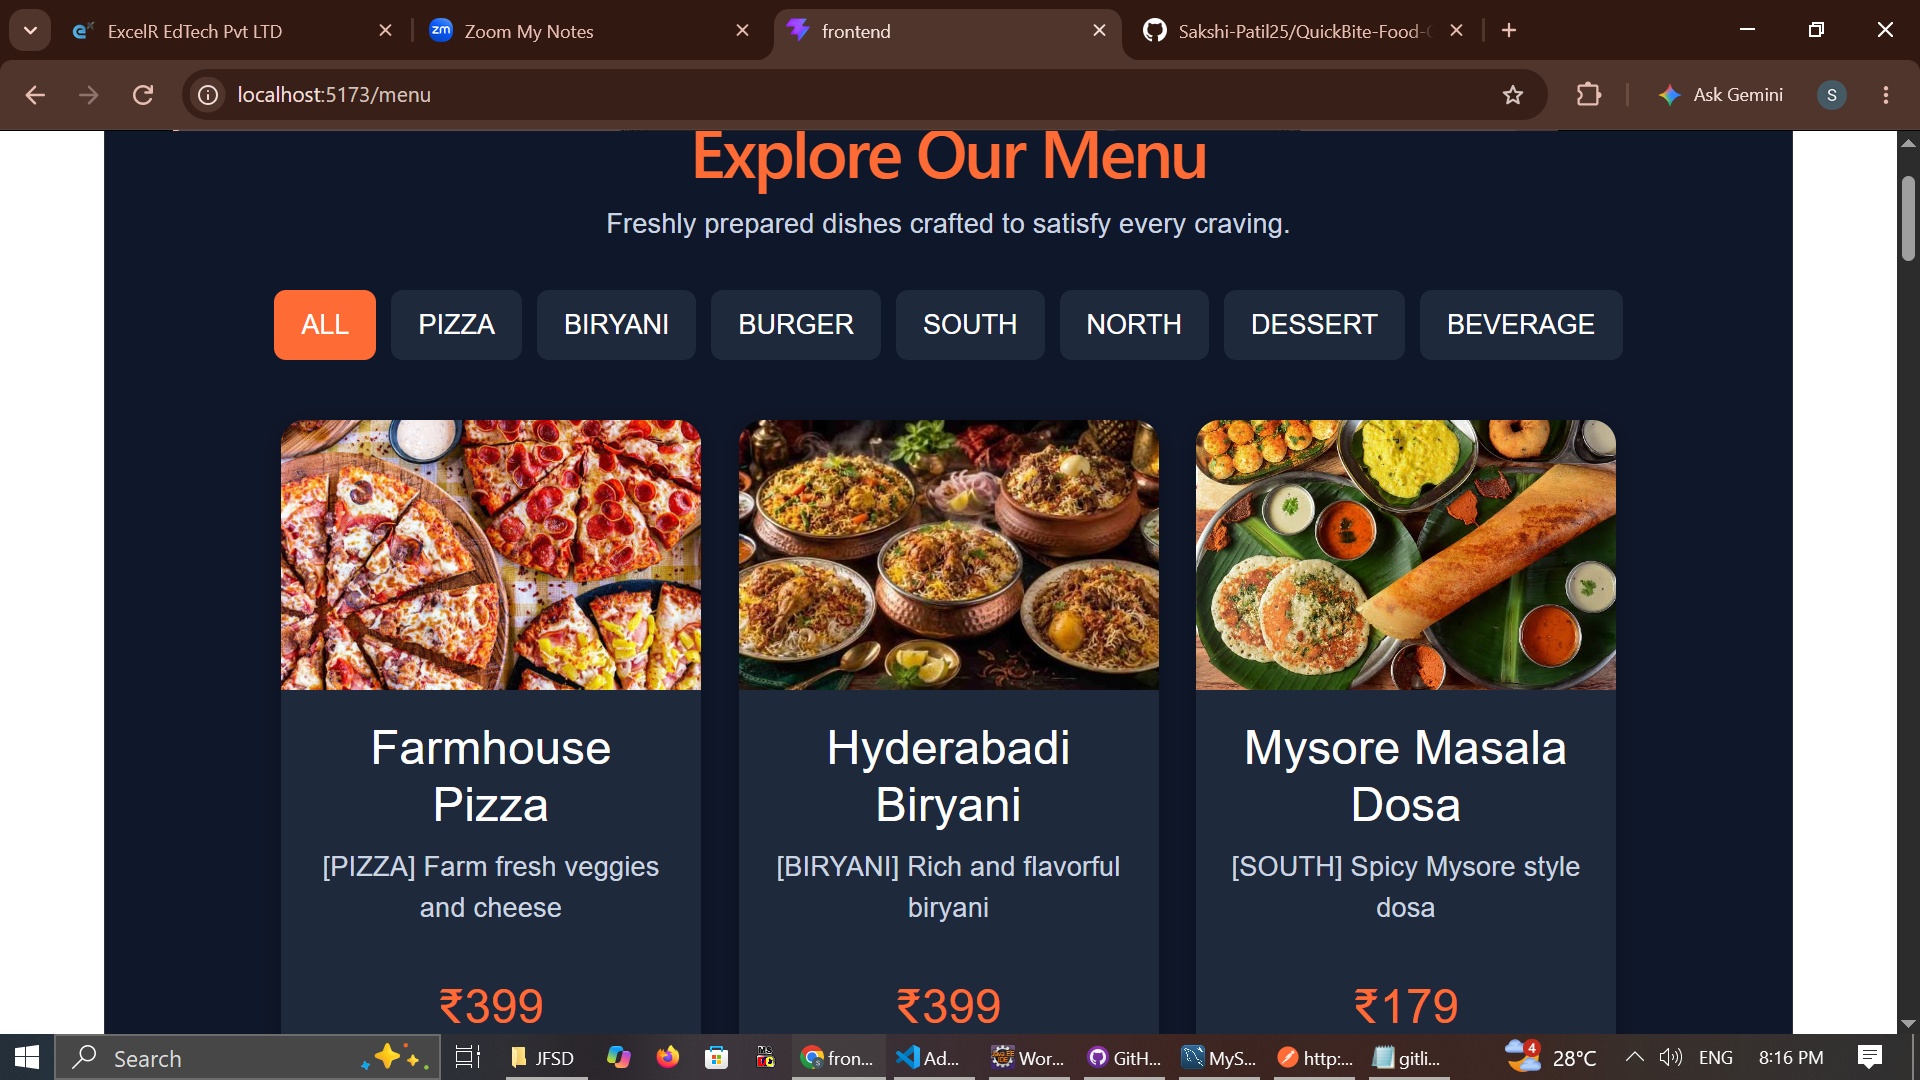 ExcelR EdTech Pvt LTD
zm Zoom My Notes
frontend
Sakshi-Patil25/QuickBite-Food-
localhost:5173/menu
Ask Gemini
S
Explore Our Menu
Freshly prepared dishes crafted to satisfy every craving.
ALL
PIZZA
BIRYANI
BURGER
SOUTH
NORTH
DESSERT
BEVERAGE
Farmhouse
Pizza
[PIZZA] Farm fresh veggies
and cheese
₹399
Hyderabadi
Biryani
[BIRYANI] Rich and flavorful
biryani
₹399
Mysore Masala
Dosa
[SOUTH] Spicy Mysore style
dosa
₹179
Search
JFSD
fron...
Ad...
Wor...
GitH...
MyS...
http:...
gitli...
4
28°C
ENG
8:16 PM